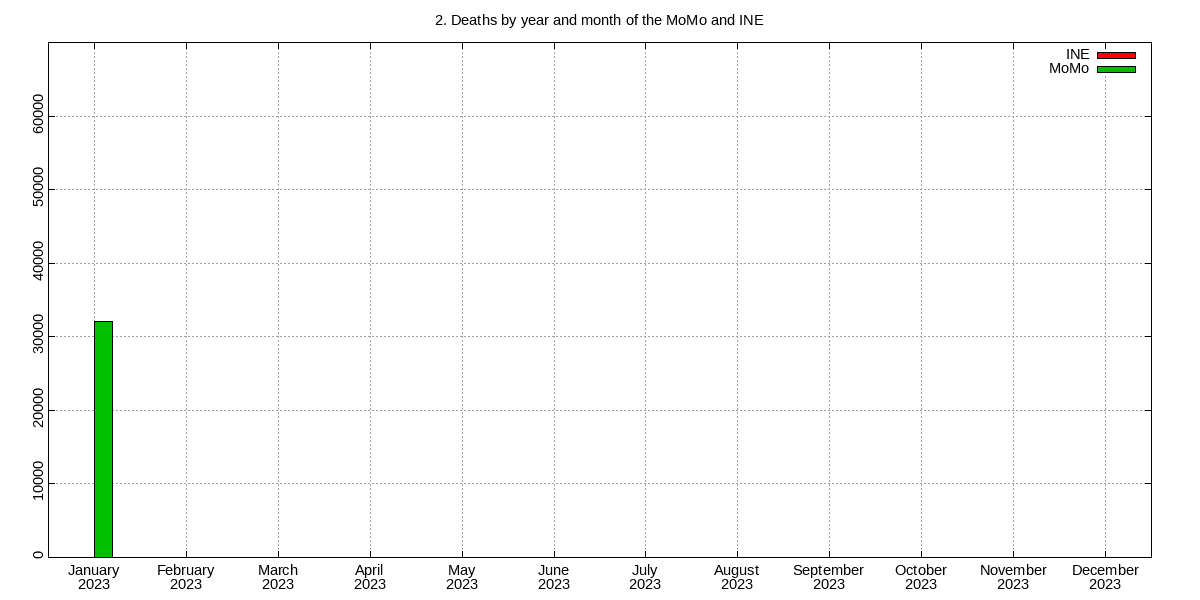 2. Deaths by year and month of the MoMo and INE
INE
MoMo
60000
50000
40000
30000
20000
10000
0
January February March April May June July August September October November December
2023 2023 2023 2023 2023 2023 2023 2023 2023 2023 2023 2023